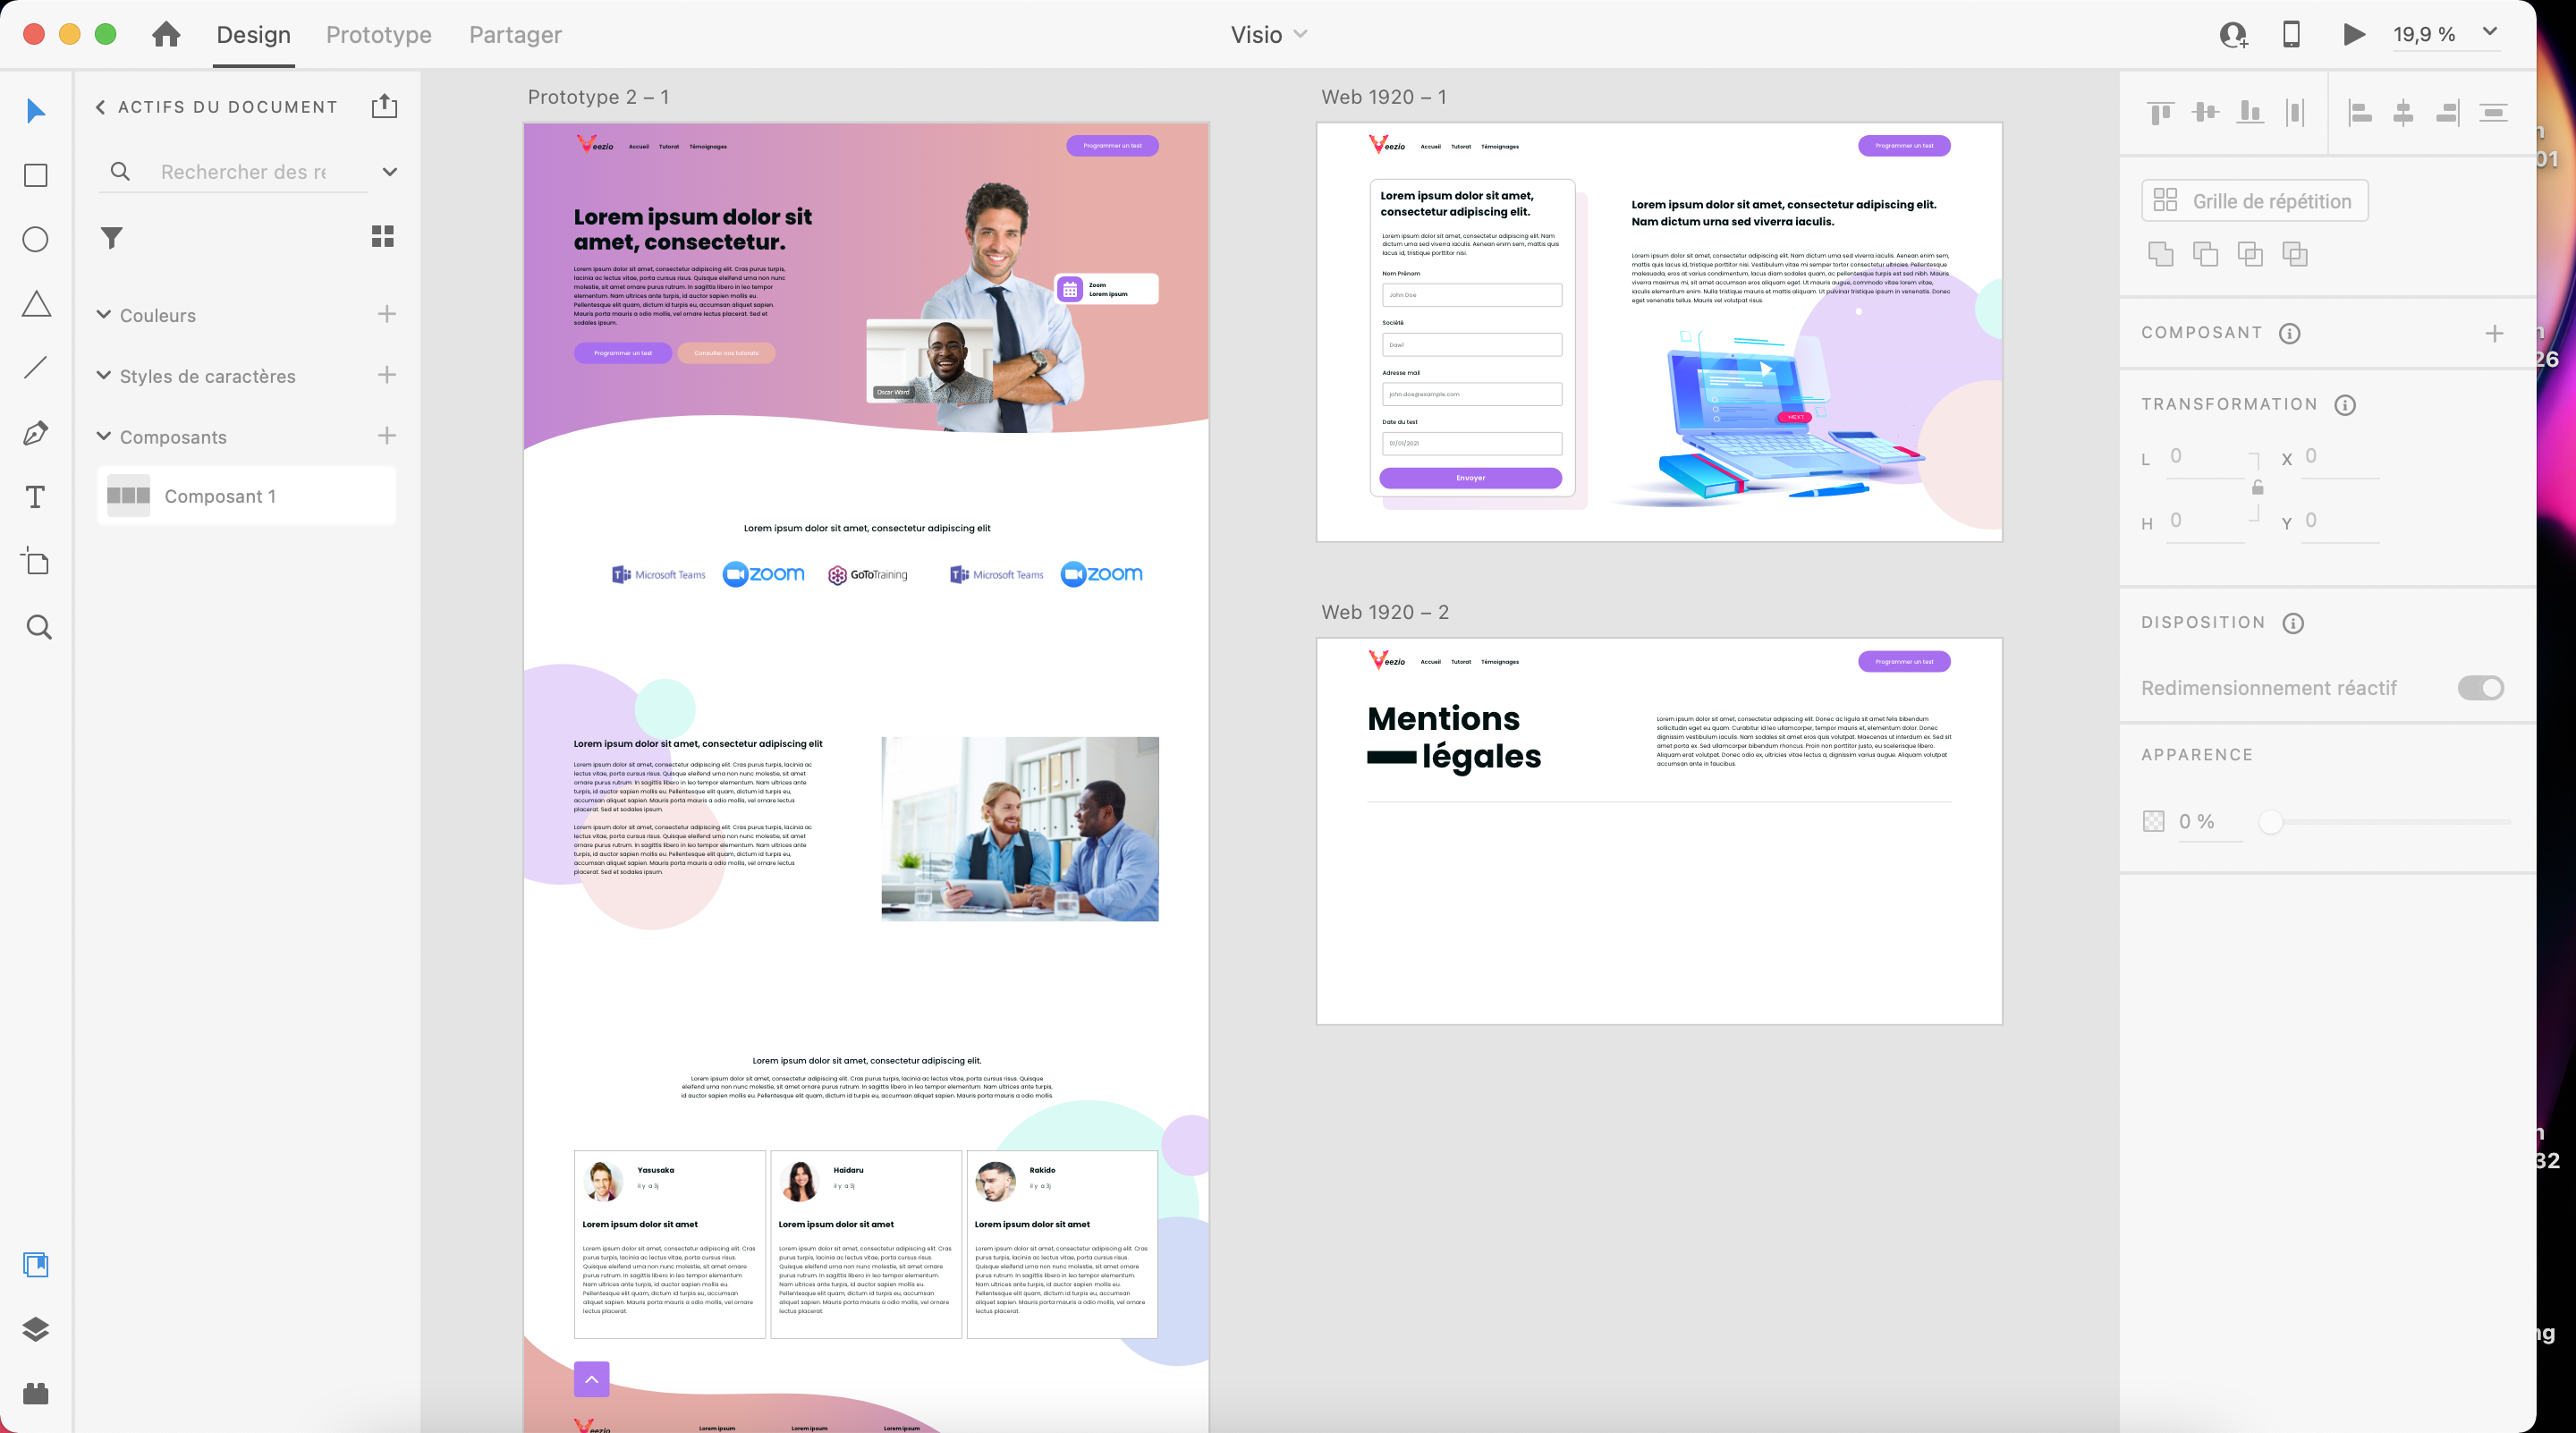 Design
Prototype
Partager
Visio
19,9 %
ACTIFS DU DOCUMENT
Rechercher des re
Couleurs
Styles de caractères
Composants
Composant 1
Prototype 2 – 1
eezio
Accueil
Tutorat
Témoignages
Programmer un test
Lorem ipsum dolor sit
amet, consectetur.
Lorem ipsum dolor sit amet, consectetur adipiscing elit. Cras purus turpis,
lacinia ac lectus vitae, porta cursus risus. Quisque eleifend urna non nunc
molestie, sit amet ornare purus rutrum. In sagittis libero in leo tempor
elementum. Nam ultrices ante turpis, id auctor sapien mollis eu.
Pellentesque elit quam, dictum id turpis eu, accumsan aliquet sapien.
Mauris porta mauris a odio mollis, vel ornare lectus placerat. Sed et
sodales ipsum.
Programmer un test
Consulter nos tutorats
Zoom
Lorem ipsum
Oscar Ward
Lorem ipsum dolor sit amet, consectetur adipiscing elit
Microsoft Teams
zoom
GoToTraining
Microsoft Teams
zoom
Lorem ipsum dolor sit amet, consectetur adipiscing elit
Lorem ipsum dolor sit amet, consectetur adipiscing elit. Cras purus turpis, lacinia ac
lectus vitae, porta cursus risus. Quisque eleifend urna non nunc molestie, sit amet
ornare purus rutrum. In sagittis libero in leo tempor elementum. Nam ultrices ante
turpis, id auctor sapien mollis eu. Pellentesque elit quam, dictum id turpis eu,
accumsan aliquet sapien. Mauris porta mauris a odio mollis, vel ornare lectus
placerat. Sed et sodales ipsum.
Lorem ipsum dolor sit amet, consectetur adipiscing elit. Cras purus turpis, lacinia ac
lectus vitae, porta cursus risus. Quisque eleifend urna non nunc molestie, sit amet
ornare purus rutrum. In sagittis libero in leo tempor elementum. Nam ultrices ante
turpis, id auctor sapien mollis eu. Pellentesque elit quam, dictum id turpis eu,
accumsan aliquet sapien. Mauris porta mauris a odio mollis, vel ornare lectus
placerat. Sed et sodales ipsum.
Lorem ipsum dolor sit amet, consectetur adipiscing elit.
Lorem ipsum dolor sit amet, consectetur adipiscing elit. Cras purus turpis, lacinia ac lectus vitae, porta cursus risus. Quisque
eleifend urna non nunc molestie, sit amet ornare purus rutrum. In sagittis libero in leo tempor elementum. Nam ultrices ante turpis,
id auctor sapien mollis eu. Pellentesque elit quam, dictum id turpis eu, accumsan aliquet sapien. Mauris porta mauris a odio mollis.
Yasusaka
il y a 3j
Lorem ipsum dolor sit amet
Lorem ipsum dolor sit amet, consectetur adipiscing elit. Cras
purus turpis, lacinia ac lectus vitae, porta cursus risus.
Quisque eleifend urna non nunc molestie, sit amet ornare
purus rutrum. In sagittis libero in leo tempor elementum.
Nam ultrices ante turpis, id auctor sapien mollis eu.
Pellentesque elit quam, dictum id turpis eu, accumsan
aliquet sapien. Mauris porta mauris a odio mollis, vel ornare
lectus placerat.
Haidaru
il y a 3j
Lorem ipsum dolor sit amet
Lorem ipsum dolor sit amet, consectetur adipiscing elit. Cras
purus turpis, lacinia ac lectus vitae, porta cursus risus.
Quisque eleifend urna non nunc molestie, sit amet ornare
purus rutrum. In sagittis libero in leo tempor elementum.
Nam ultrices ante turpis, id auctor sapien mollis eu.
Pellentesque elit quam, dictum id turpis eu, accumsan
aliquet sapien. Mauris porta mauris a odio mollis, vel ornare
lectus placerat.
Rakido
il y a 3j
Lorem ipsum dolor sit amet
Lorem ipsum dolor sit amet, consectetur adipiscing elit. Cras
purus turpis, lacinia ac lectus vitae, porta cursus risus.
Quisque eleifend urna non nunc molestie, sit amet ornare
purus rutrum. In sagittis libero in leo tempor elementum.
Nam ultrices ante turpis, id auctor sapien mollis eu.
Pellentesque elit quam, dictum id turpis eu, accumsan
aliquet sapien. Mauris porta mauris a odio mollis, vel ornare
lectus placerat.
eezio
Lorem ipsum
Lorem ipsum
Lorem ipsum
Web 1920 – 1
eezio
Accueil
Tutorat
Témoignages
Programmer un test
Lorem ipsum dolor sit amet,
consectetur adipiscing elit.
Lorem ipsum dolor sit amet, consectetur adipiscing elit. Nam
dictum urna sed viverra iaculis. Aenean enim sem, mattis quis
lacus id, tristique porttitor nisi.
Nom Prénom
John Doe
Société
Dawl
Adresse mail
john.doe@example.com
Date du test
01/01/2021
Envoyer
Lorem ipsum dolor sit amet, consectetur adipiscing elit.
Nam dictum urna sed viverra iaculis.
Lorem ipsum dolor sit amet, consectetur adipiscing elit. Nam dictum urna sed viverra iaculis. Aenean enim sem,
mattis quis lacus id, tristique porttitor nisi. Vestibulum vitae mi semper tortor consectetur ultricies. Pellentesque
malesuada, eros at varius condimentum, lacus diam sodales quam, ac pellentesque turpis est sed nibh. Mauris
viverra maximus mi, sit amet accumsan eros aliquam eget. Ut mauris augue, commodo vitae lorem vitae,
iaculis elementum enim. Nulla tristique mauris et mattis aliquam. Ut pulvinar tristique ipsum in venenatis. Donec
eget venenatis tellus. Mauris vel volutpat risus.
NEXT
Web 1920 – 2
eezio
Accueil
Tutorat
Témoignages
Programmer un test
Mentions
légales
Lorem ipsum dolor sit amet, consectetur adipiscing elit. Donec ac ligula sit amet felis bibendum
sollicitudin eget eu quam. Curabitur id leo ullamcorper, tempor mauris et, elementum dolor. Donec
dignissim vestibulum iaculis. Nam sodales sit amet eros quis volutpat. Maecenas ut interdum ex. Sed sit
amet porta ex. Sed ullamcorper bibendum rhoncus. Proin non porttitor justo, eu scelerisque libero.
Aliquam erat volutpat. Donec odio ex, ultricies vitae lectus a, dignissim varius augue. Aliquam volutpat
accumsan ante in faucibus.
Grille de répétition
COMPOSANT
TRANSFORMATION
L 0 X 0
H 0 Y 0
DISPOSITION
Redimensionnement réactif
APPARENCE
0 %
01
26
32
ng